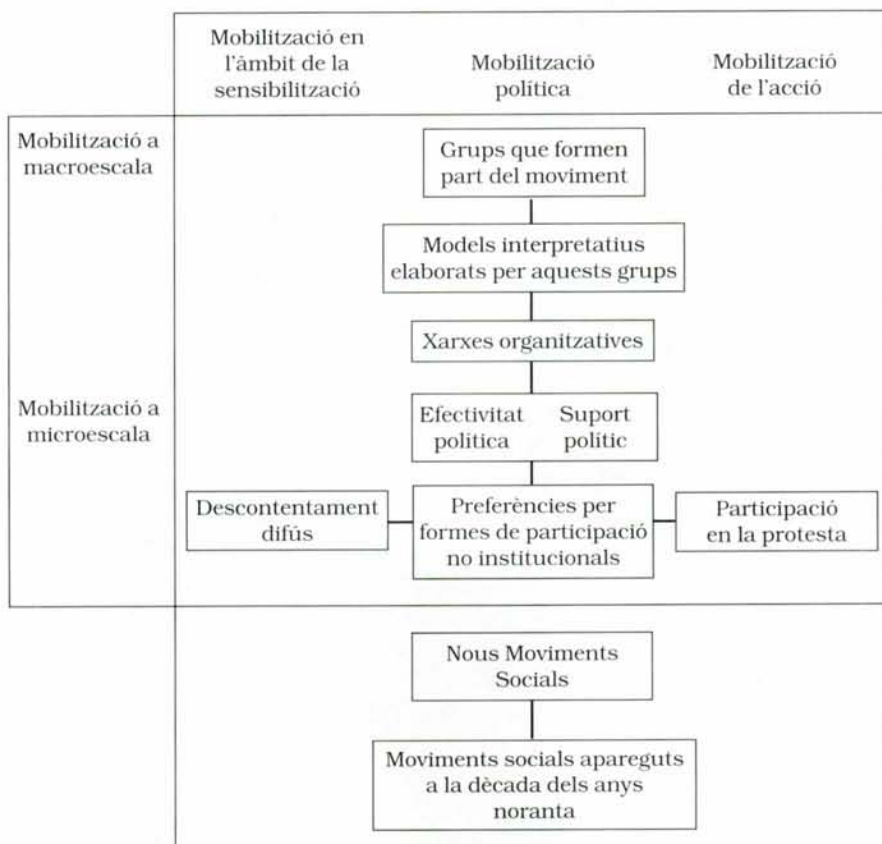 Mobilització en
l'àmbit de la
sensibilització
Mobilització
política
Mobilització
de l'acció
Mobilització a
macroescala
Grups que formen
part del moviment
Models interpretatius
elaborats per aquests grups
Xarxes organitzatives
Mobilització a
microescala
Efectivitat
política
Suport
polític
Descontentament
difús
Preferències per
formes de participació
no institucionals
Participació
en la protesta
Nous Moviments
Socials
Moviments socials apareguts
a la dècada dels anys
noranta